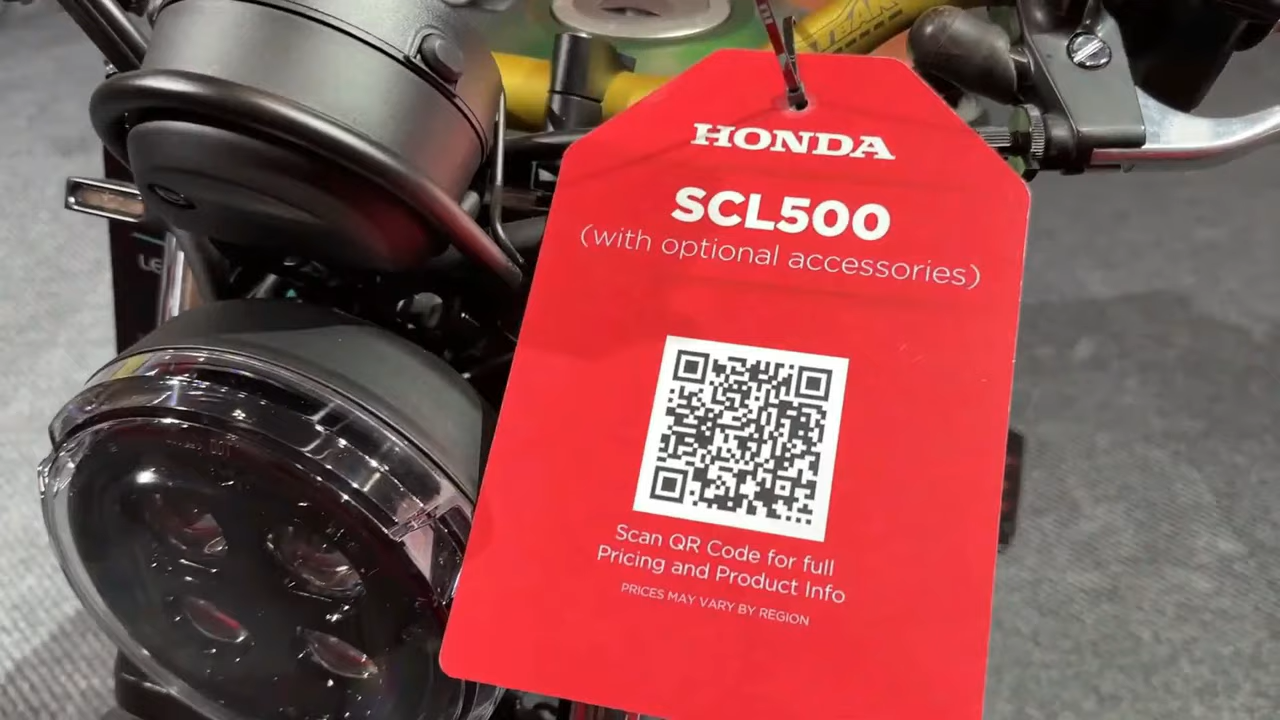 HONDA
SCL500
(with optional accessories)
Scan QR Code for full
Pricing and Product Info
PRICES MAY VARY BY REGION